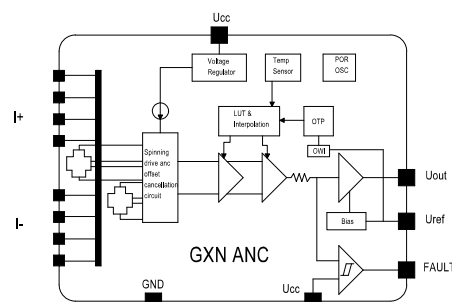 Ucc
Voltage
Regulator
Temp
Sensor
POR
OSC
I+
LUT &
Interpolation
OTP
OWI
Spinning
drive anc
offset
cancellation
circuit
Uout
I-
Bias
Uref
GXN ANC
FAULT
GND
Ucc